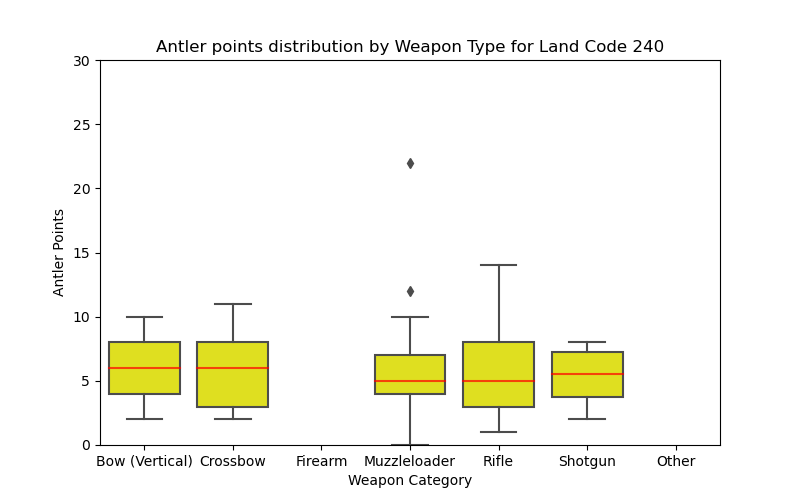 Antler points distribution by Weapon Type for Land Code 240
30
25
20
15
10
5
0
Antler Points
Bow (Vertical) Crossbow Firearm Muzzleloader Rifle Shotgun Other
Weapon Category